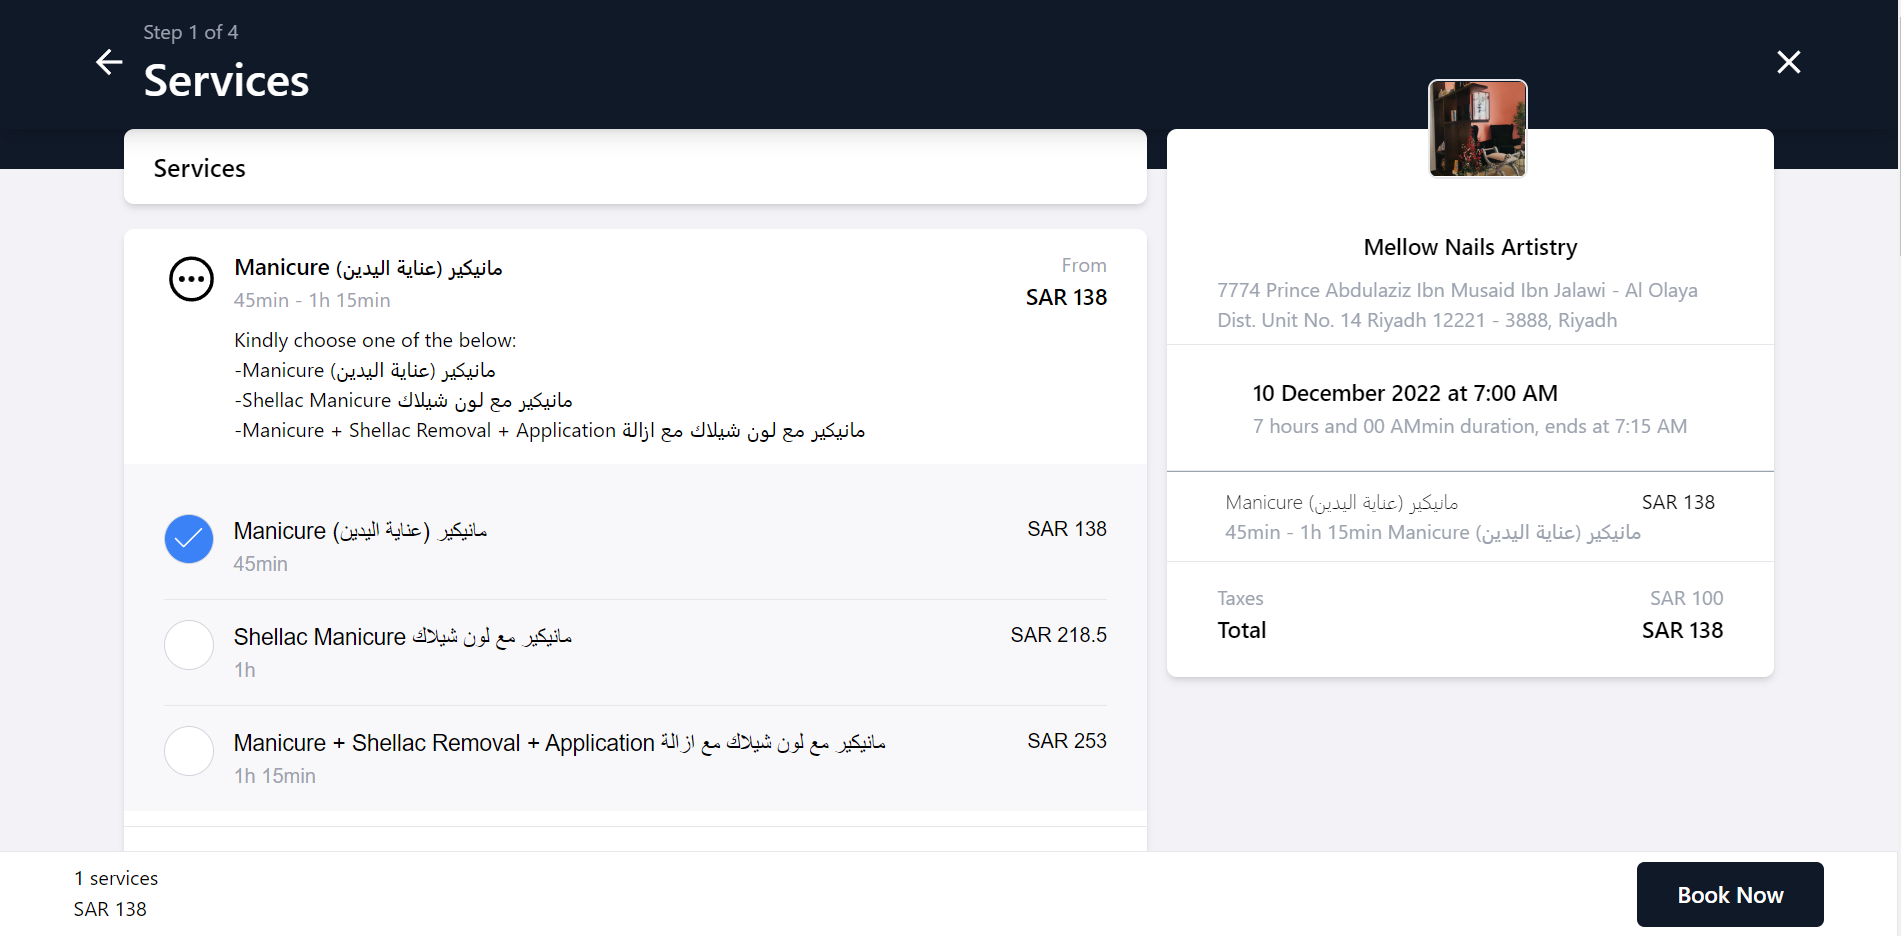 Step 1 of 4
Services
Services
Manicure (عناية اليدين) مانيكير
45min - 1h 15min
From
SAR 138
Kindly choose one of the below:
-Manicure (عناية اليدين) مانيكير
-Shellac Manicure مانيكير مع لون شيلاك
-Manicure + Shellac Removal + Application مانيكير مع لون شيلاك مع ازالة
Manicure (عناية اليدين) مانيكير
SAR 138
45min
Shellac Manicure مانيكير مع لون شيلاك
SAR 218.5
1h
Manicure + Shellac Removal + Application مانيكير مع لون شيلاك مع ازالة
SAR 253
1h 15min
Mellow Nails Artistry
7774 Prince Abdulaziz Ibn Musaid Ibn Jalawi - Al Olaya
Dist. Unit No. 14 Riyadh 12221 - 3888, Riyadh
10 December 2022 at 7:00 AM
7 hours and 00 AMmin duration, ends at 7:15 AM
Manicure (عناية اليدين) مانيكير
SAR 138
45min - 1h 15min Manicure (عناية اليدين) مانيكير
Taxes
SAR 100
Total
SAR 138
1 services
SAR 138
Book Now